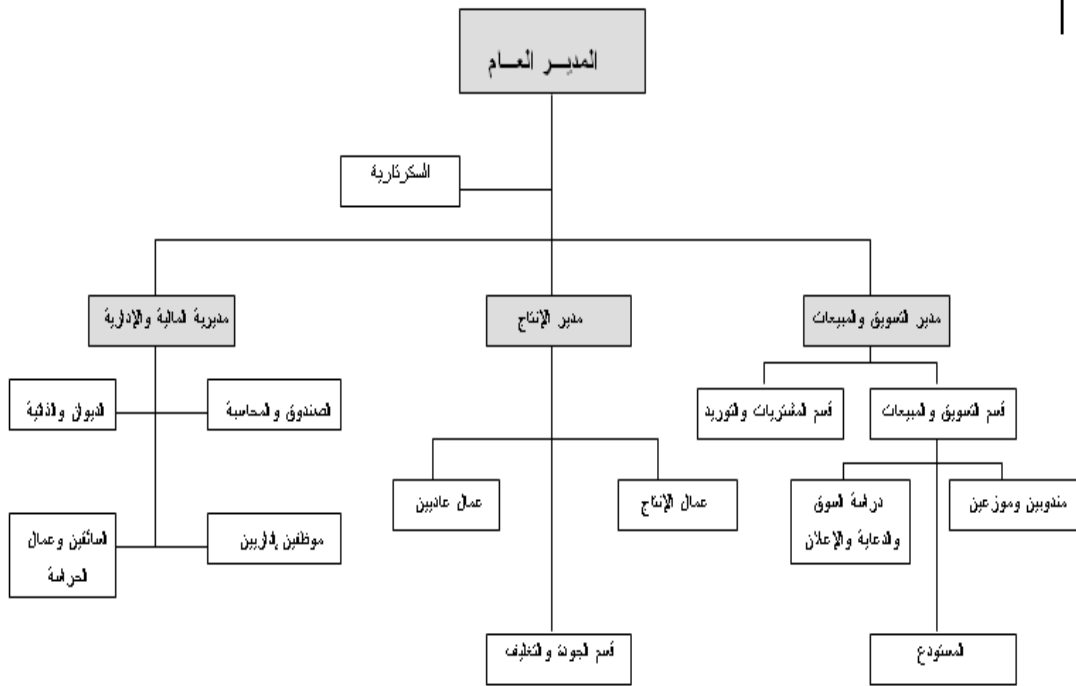 المديـــر العـــام
السكرتارية
مدير التسويق والمبيعات
مدير الإنتاج
مديرية المالية والإدارية
قسم التسويق والمبيعات
قسم المشتريات والتوريد
الصندوق والمحاسبة
الديوان والذاتية
مندوبين وموزعين
دراسة السوق
والدعاية والإعلان
عمال الإنتاج
عمال عاديين
موظفين إداريين
السائقين وعمال
الحراسة
المستودع
قسم الجودة والتغليف